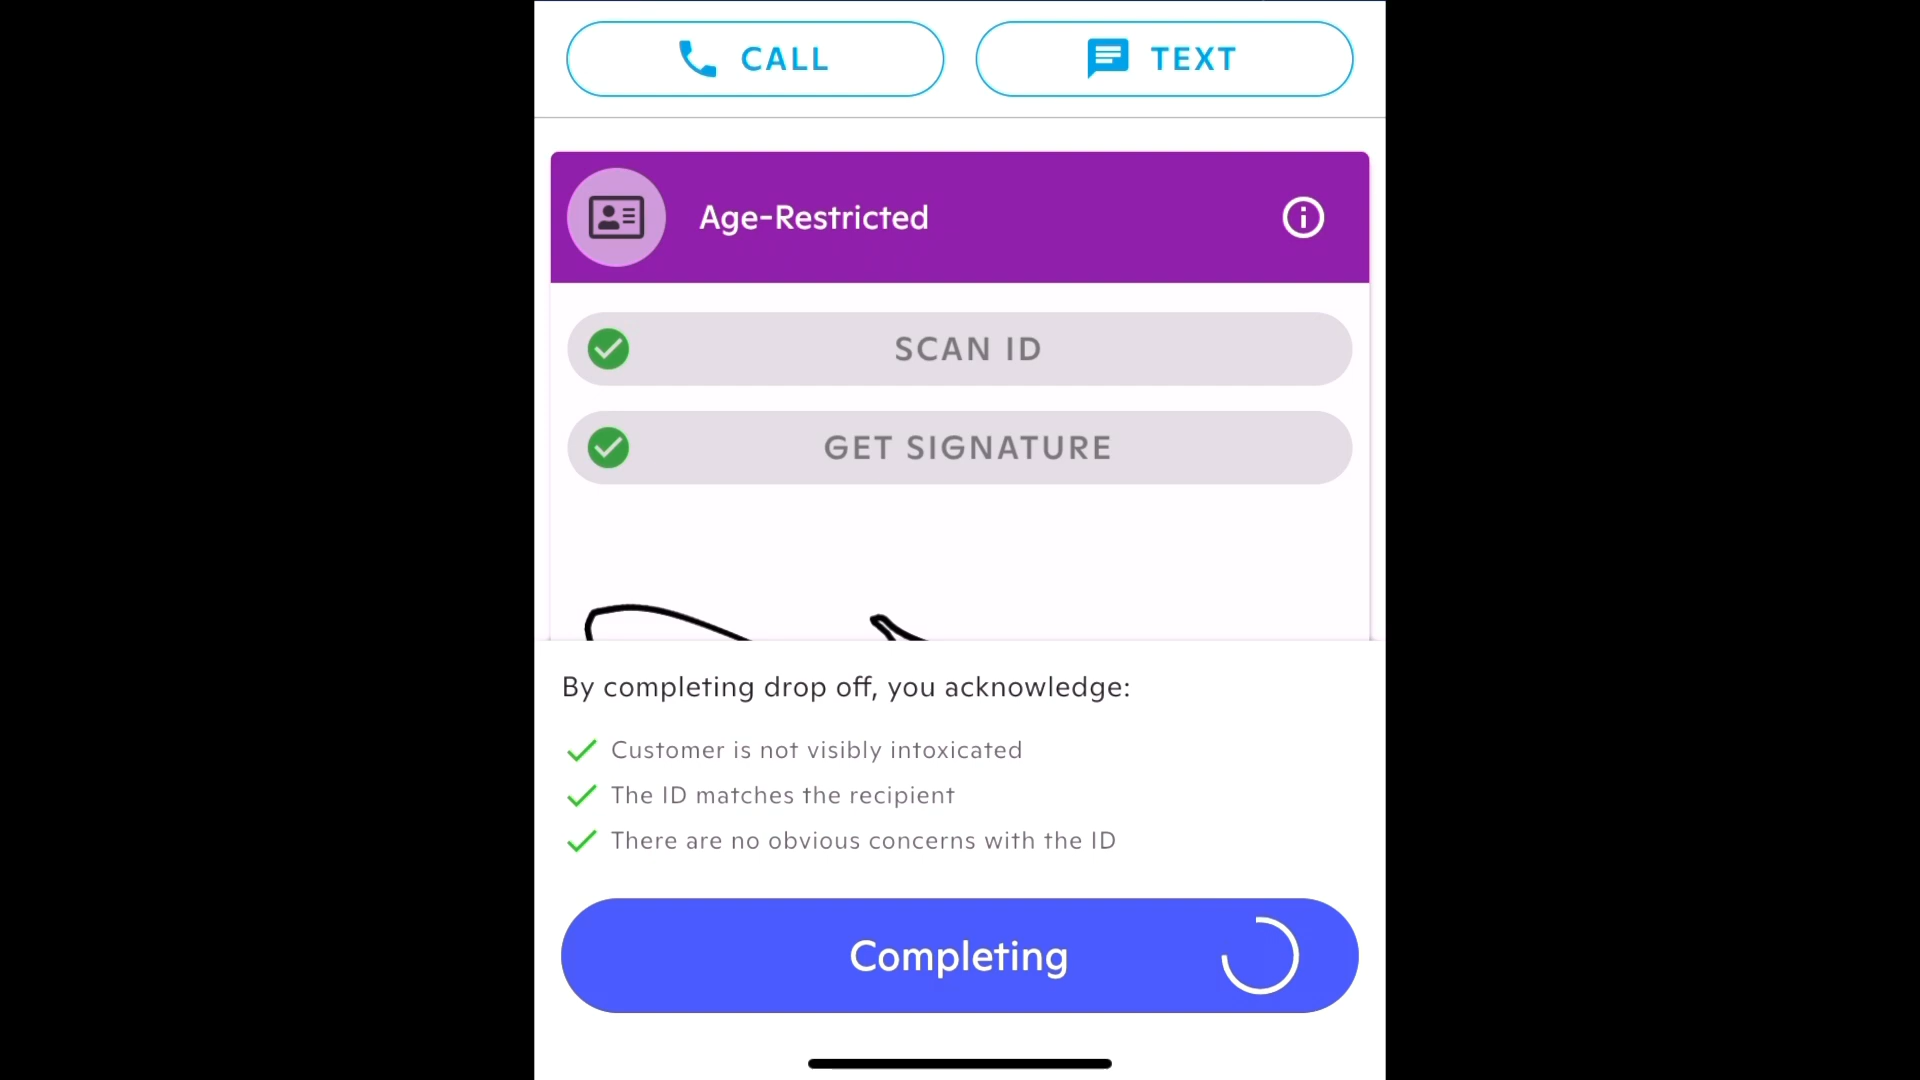 CALL
TEXT
Age-Restricted
SCAN ID
GET SIGNATURE
By completing drop off, you acknowledge:
Customer is not visibly intoxicated
The ID matches the recipient
There are no obvious concerns with the ID
Completing